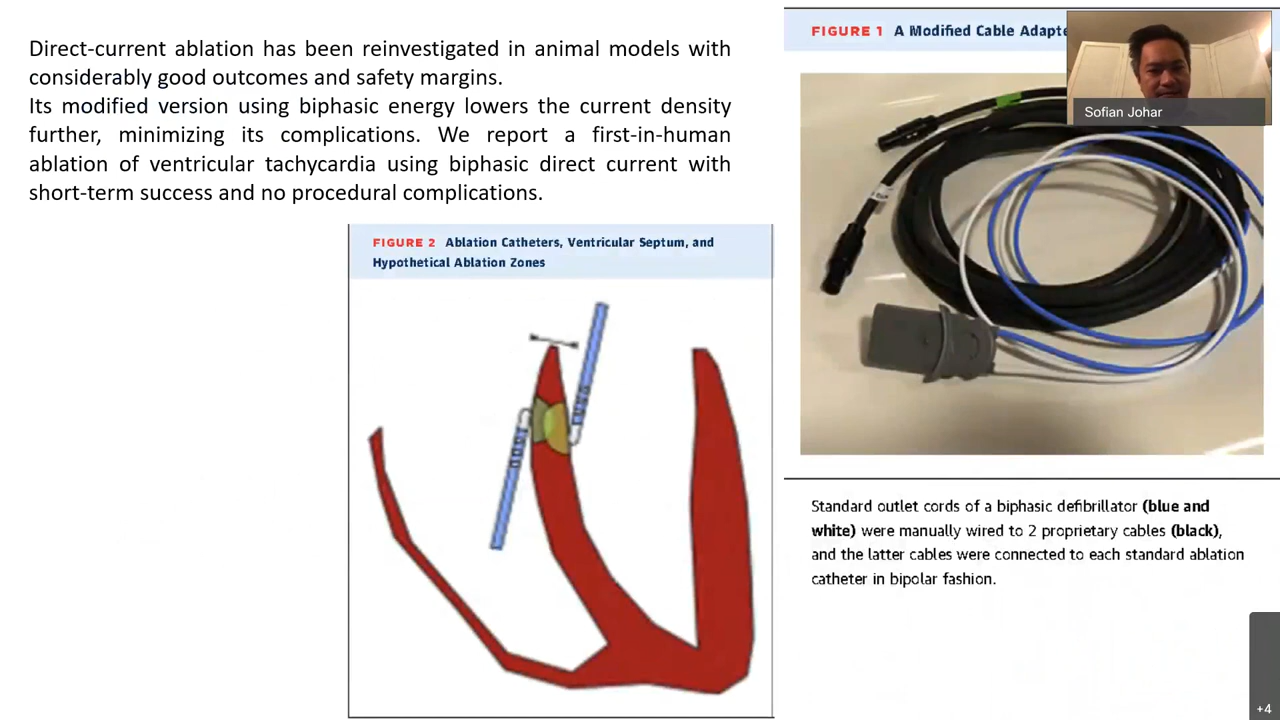 Direct-current ablation has been reinvestigated in animal models with
considerably good outcomes and safety margins.
Its modified version using biphasic energy lowers the current density
further, minimizing its complications. We report a first-in-human
ablation of ventricular tachycardia using biphasic direct current with
short-term success and no procedural complications.
FIGURE 2 Ablation Catheters, Ventricular Septum, and
Hypothetical Ablation Zones
FIGURE 1 A Modified Cable Adapte
Sofian Johar
Standard outlet cords of a biphasic defibrillator (blue and
white) were manually wired to 2 proprietary cables (black),
and the latter cables were connected to each standard ablation
catheter in bipolar fashion.
+4